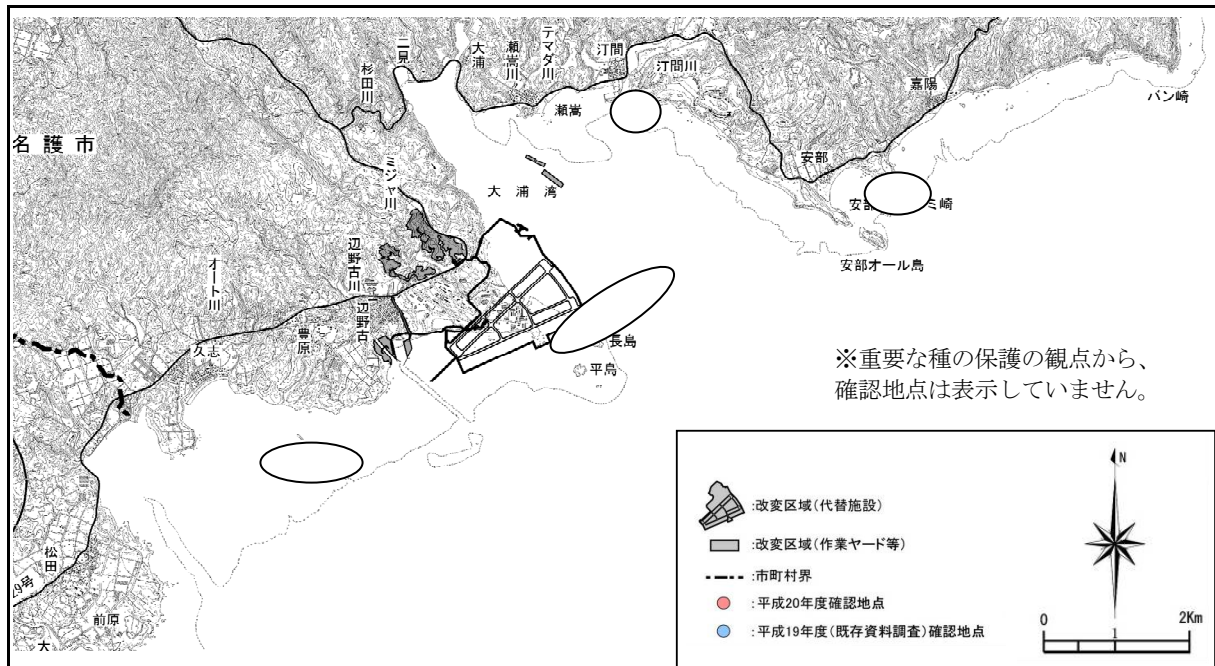 二見
杉田川
大浦
瀬嵩川
テマダ川
汀間
汀間川
瀬嵩
嘉陽
バン崎
名護市
ミジャ川
大浦湾
安部
安部
ミ崎
安部オール島
辺野古川
辺野古
オート川
豊原
久志
長島
平島
※重要な種の保護の観点から、
確認地点は表示していません。
松田
29号
前原
大
:改変区域(代替施設)
:改変区域(作業ヤード等)
:市町村界
:平成20年度確認地点
:平成19年度(既存資料調査)確認地点
N
0 1 2Km